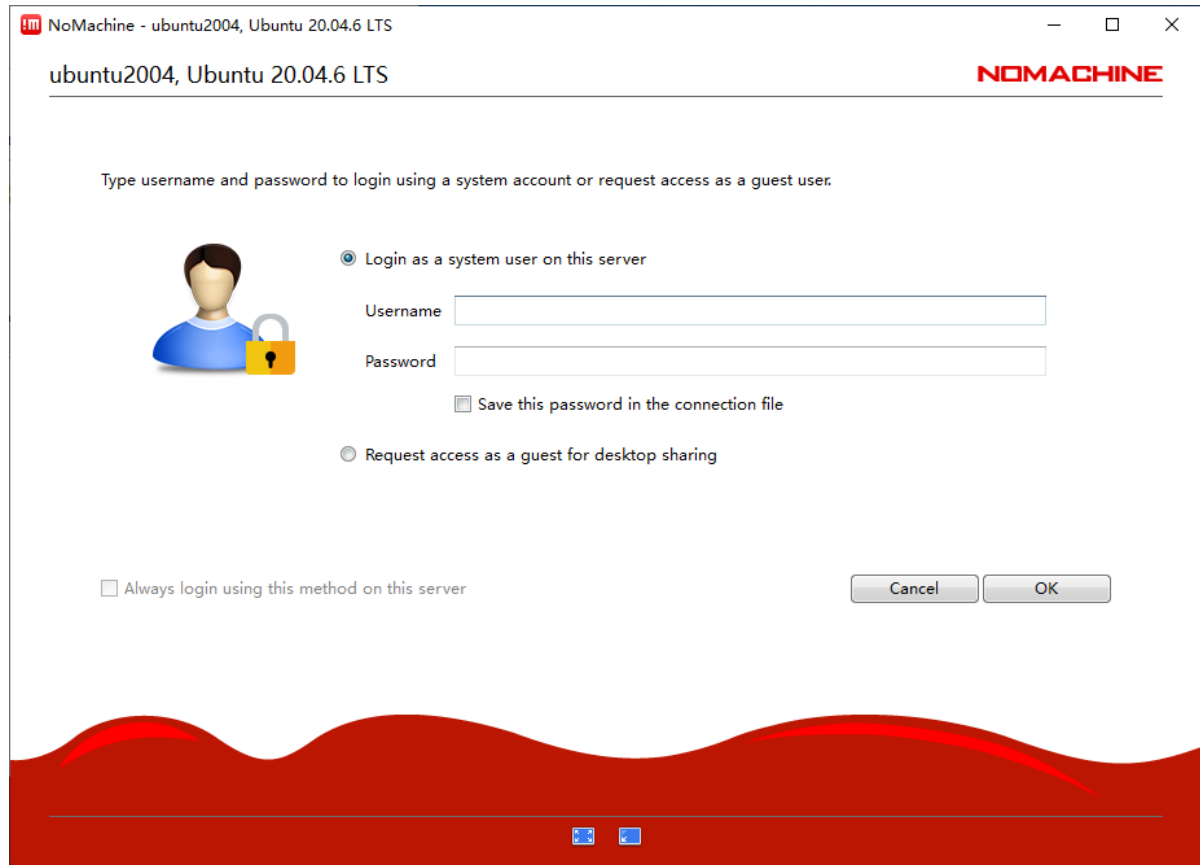 NoMachine - ubuntu2004, Ubuntu 20.04.6 LTS
ubuntu2004, Ubuntu 20.04.6 LTS
NOMACHINE
Type username and password to login using a system account or request access as a guest user.
Login as a system user on this server
Username
Password
Save this password in the connection file
Request access as a guest for desktop sharing
Always login using this method on this server
Cancel
OK